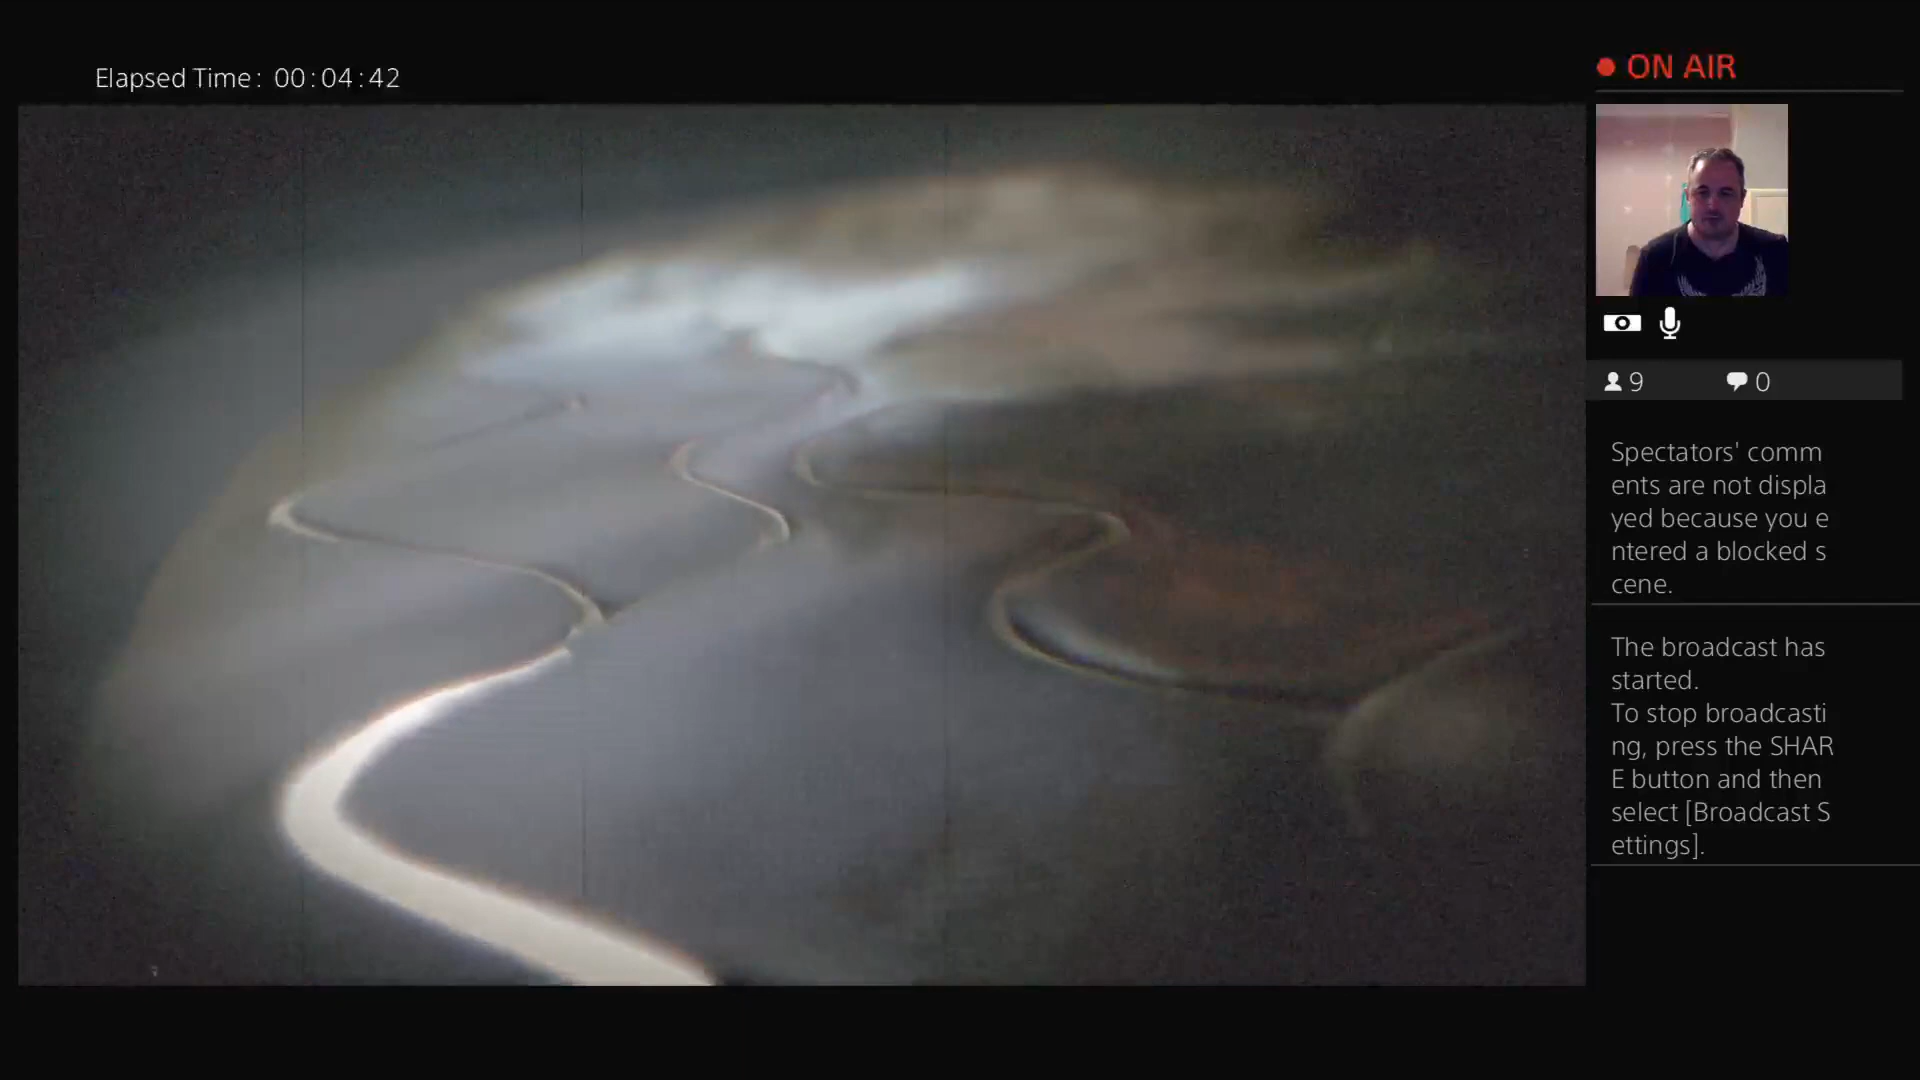 Elapsed Time: 00:04:42
ON AIR
9 0
Spectators' comm
ents are not displa
yed because you e
ntered a blocked s
cene.
The broadcast has
started.
To stop broadcasti
ng, press the SHAR
E button and then
select [Broadcast S
ettings].